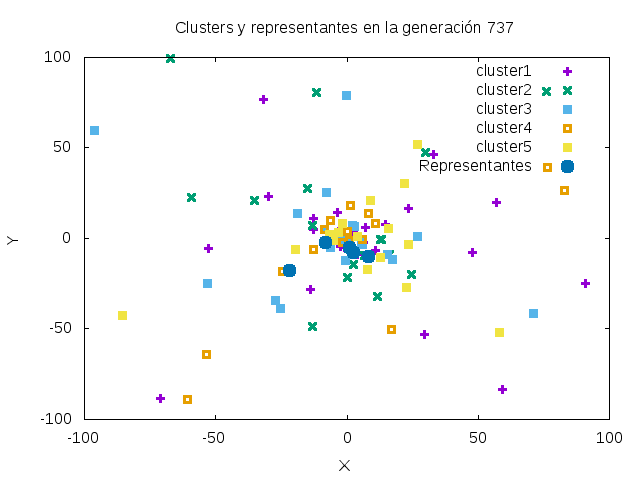 Clusters y representantes en la generación 737
100
cluster1
cluster2
cluster3
50
cluster4
cluster5
Representantes
Y
0
-50
-100
-100 -50 0 50 100
X